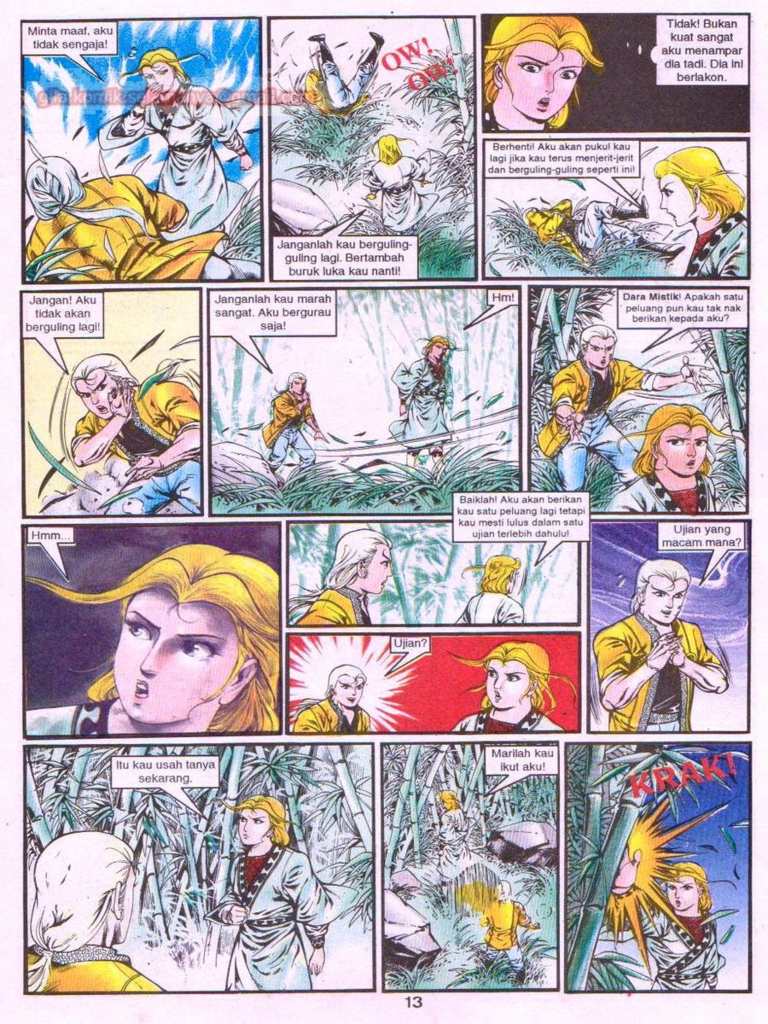 Minta maaf, aku
tidak sengaja!
OW!
OW!
Janganlah kau berguling-
guling lagi. Bertambah
buruk luka kau nanti!
Tidak! Bukan
kuat sangat
aku menampar
dia tadi. Dia ini
berlakon.
Berhenti! Aku akan pukul kau
lagi jika kau terus menjerit-jerit
dan berguling-guling seperti ini!
Jangan! Aku
tidak akan
berguling lagi!
Janganlah kau marah
sangat. Aku bergurau
saja!
Hm!
Dara Mistik! Apakah satu
peluang pun kau tak nak
berikan kepada aku?
Hmm...
Baiklah! Aku akan berikan
kau satu peluang lagi tetapi
kau mesti lulus dalam satu
ujian terlebih dahulu!
Ujian?
Ujian yang
macam mana?
Itu kau usah tanya
sekarang.
Marilah kau
ikut aku!
KRAK!
13